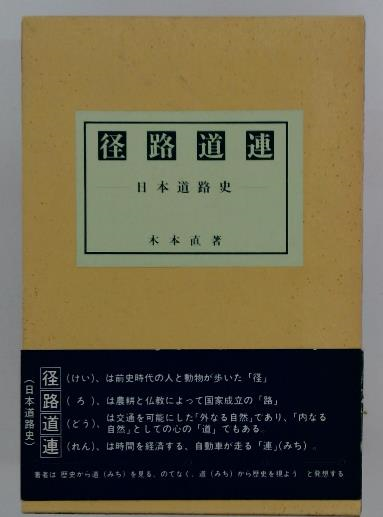 径路道連
日本道路史
木本直著
(日本道路史)
径 (けい)、は前史時代の人と動物が歩いた「径」
路 (ろ)、は農耕と仏教によって国家成立の「路」
道 (どう)、は交通を可能にした「外なる自然」であり、「内なる
自然」としての心の「道」でもある。
連 (れん)、は時間を経済する、自動車が走る「連」(みち)。
著者は 歴史から道(みち)を見る、のでなく、道(みち)から歴史を視よう と発想する